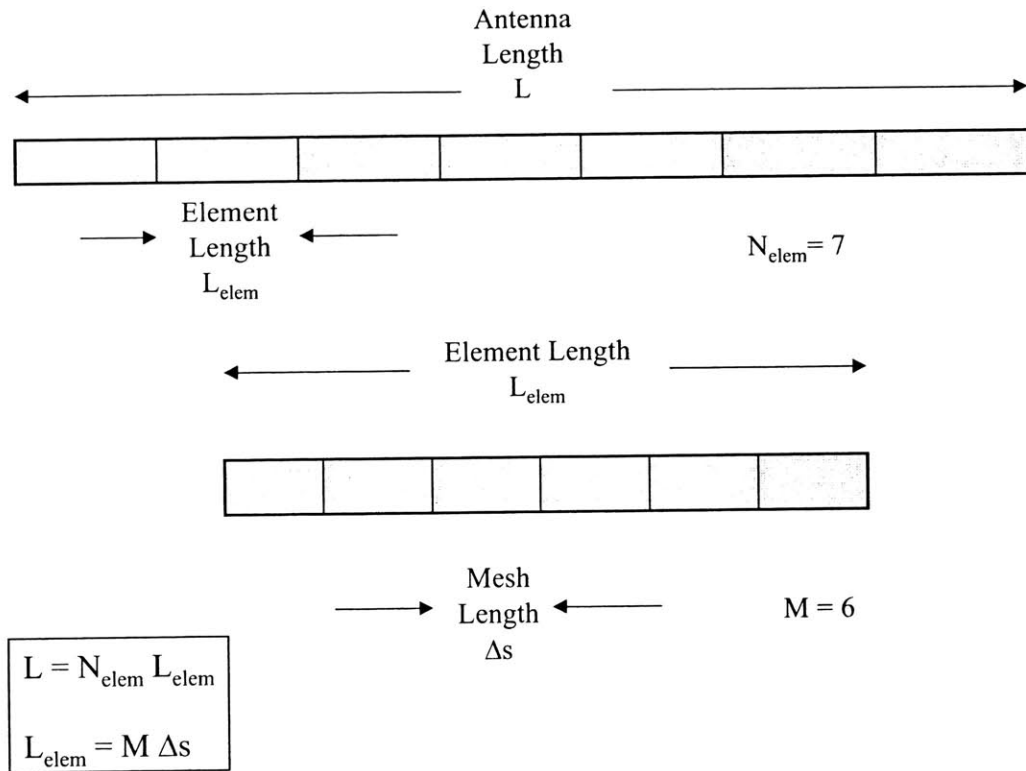 Antenna
Length
L
Element
Length
L_elem
N_elem= 7
Element Length
L_elem
Mesh
Length
Δs
M = 6
L = N_elem L_elem
L_elem = M Δs